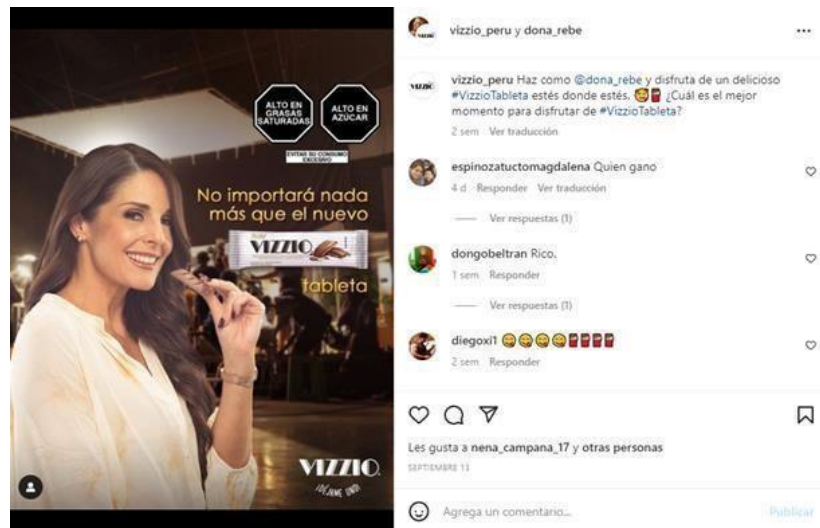 ALTO EN
GRASAS
SATURADAS
ALTO EN
AZÚCAR
EVITAR SU CONSUMO
EXCESIVO
No importará nada
más que el nuevo
VIZZIO
tableta
VIZZIO
¡DÉJAME UNO!
vizzio_peru y dona_rebe
vizzio_peru Haz como @dona_rebe y disfruta de un delicioso
#VizzioTableta estés donde estés. 🥰🍫 ¿Cuál es el mejor
momento para disfrutar de #VizzioTableta?
2 sem Ver traducción
espinozatuctomagdalena Quien gano
4 d Responder Ver traducción
Ver respuestas (1)
dongobeltran Rico.
1 sem Responder
Ver respuestas (1)
diegoxi1 😋😋😋😋🍫🍫🍫🍫
2 sem Responder
Les gusta a nena_campana_17 y otras personas
SEPTIEMBRE 13
Agrega un comentario...
Publicar